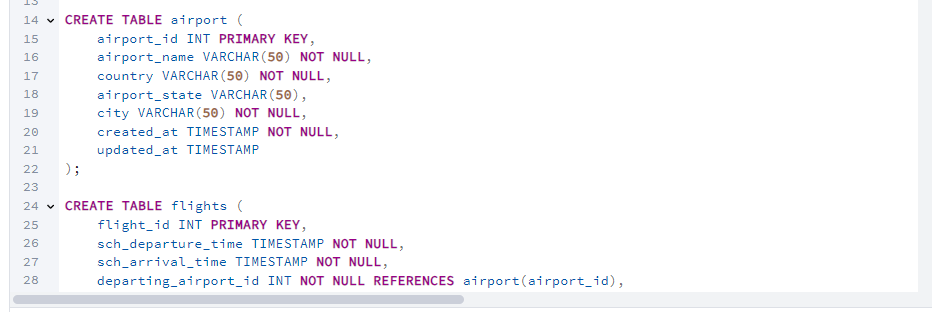 13
14 CREATE TABLE airport (
15 airport_id INT PRIMARY KEY,
16 airport_name VARCHAR(50) NOT NULL,
17 country VARCHAR(50) NOT NULL,
18 airport_state VARCHAR(50),
19 city VARCHAR(50) NOT NULL,
20 created_at TIMESTAMP NOT NULL,
21 updated_at TIMESTAMP
22 );
23
24 CREATE TABLE flights (
25 flight_id INT PRIMARY KEY,
26 sch_departure_time TIMESTAMP NOT NULL,
27 sch_arrival_time TIMESTAMP NOT NULL,
28 departing_airport_id INT NOT NULL REFERENCES airport(airport_id),